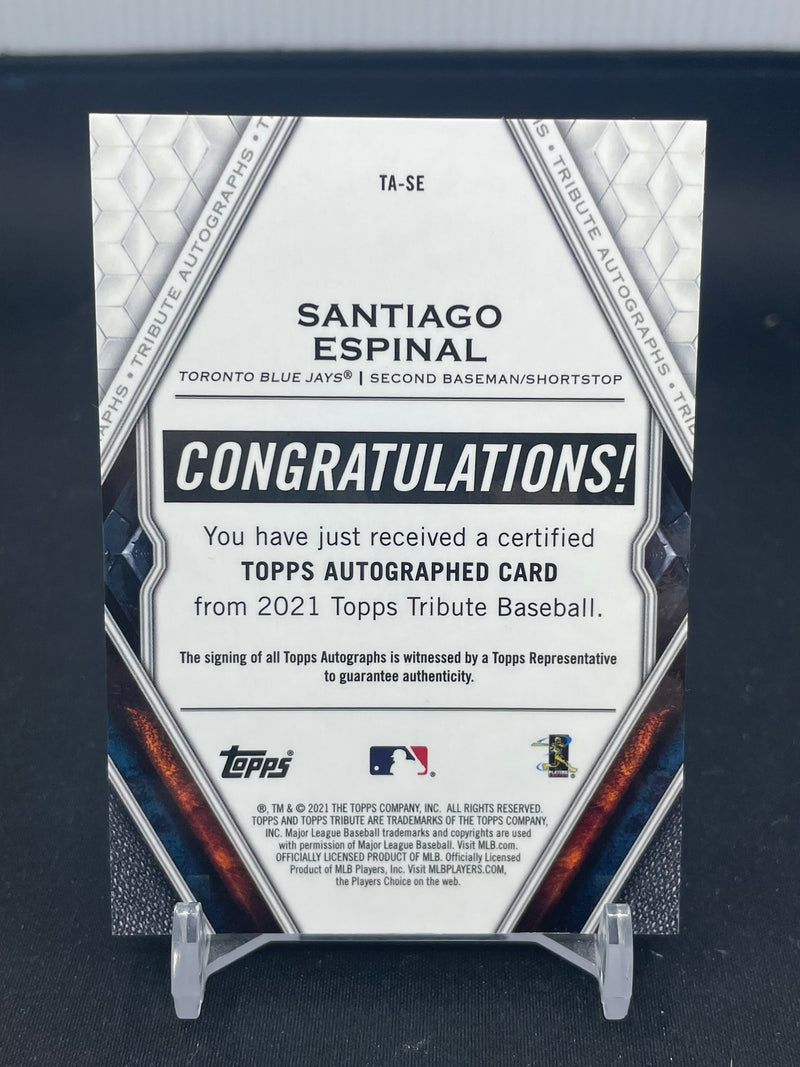 TA-SE
APHS • TRIBUTE AUTOGRAPHS • T
IS • TRIBUTE AUTOGRAPHS • TRIB
SANTIAGO
ESPINAL
TORONTO BLUE JAYS® | SECOND BASEMAN/SHORTSTOP
CONGRATULATIONS!
You have just received a certified
TOPPS AUTOGRAPHED CARD
from 2021 Topps Tribute Baseball.
The signing of all Topps Autographs is witnessed by a Topps Representative
to guarantee authenticity.
Topps®
®
PLAYERS
®, TM & © 2021 THE TOPPS COMPANY, INC. ALL RIGHTS RESERVED.
TOPPS AND TOPPS TRIBUTE ARE TRADEMARKS OF THE TOPPS COMPANY,
INC. Major League Baseball trademarks and copyrights are used
with permission of Major League Baseball. Visit MLB.com.
OFFICIALLY LICENSED PRODUCT OF MLB. Officially Licensed
Product of MLB Players, Inc. Visit MLBPLAYERS.COM,
the Players Choice on the web.